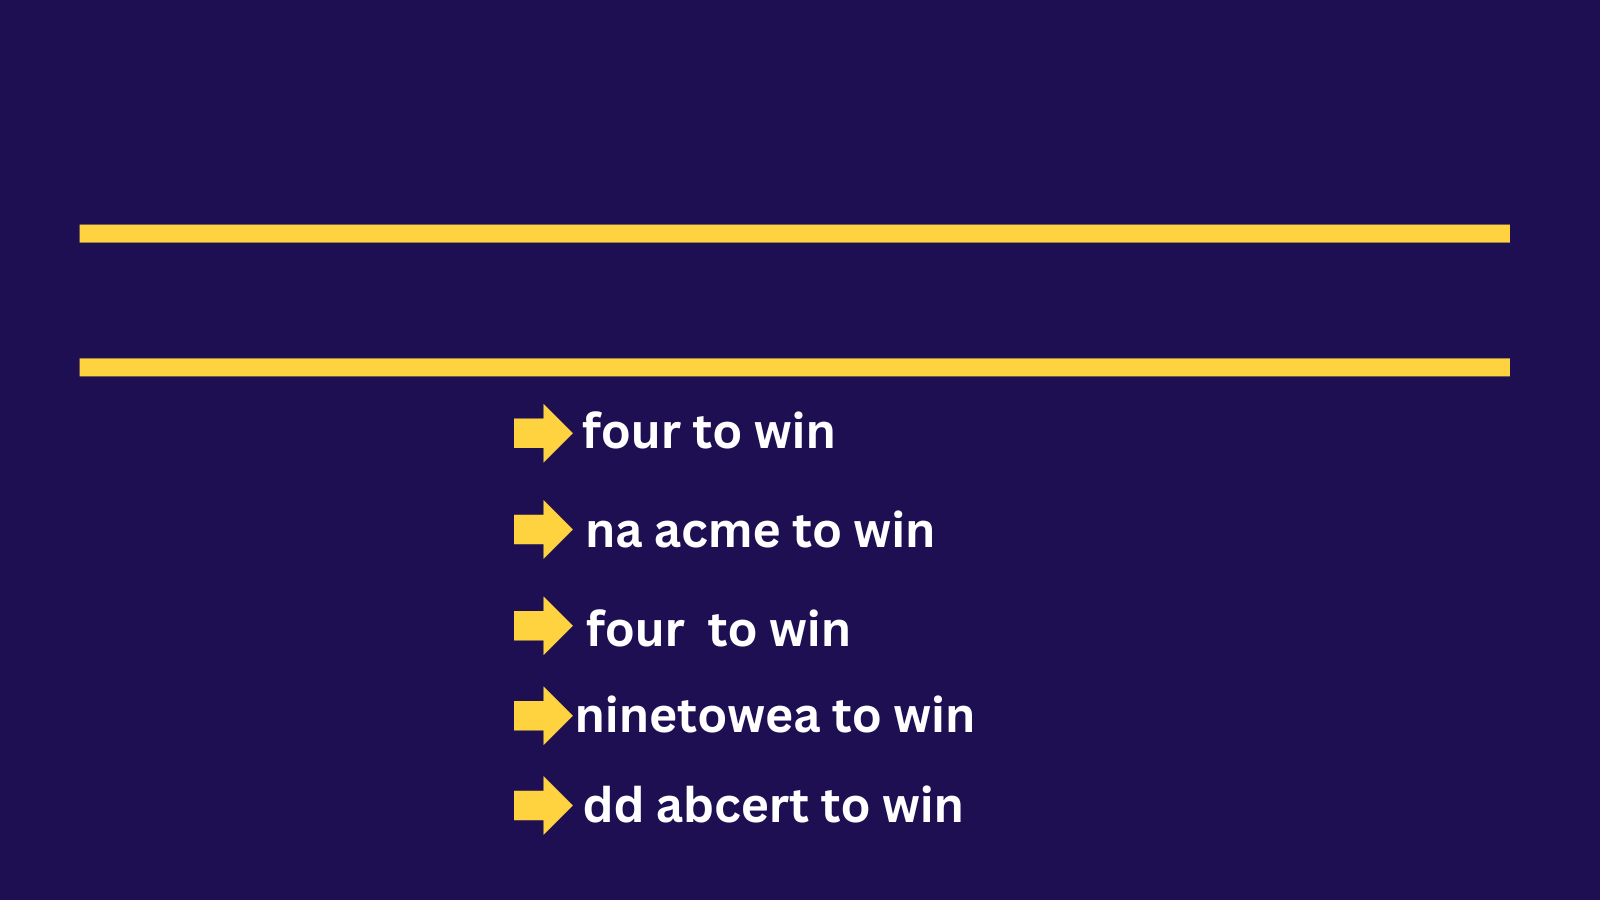 four to win
na acme to win
four  to win
ninetowea to win
dd abcert to win